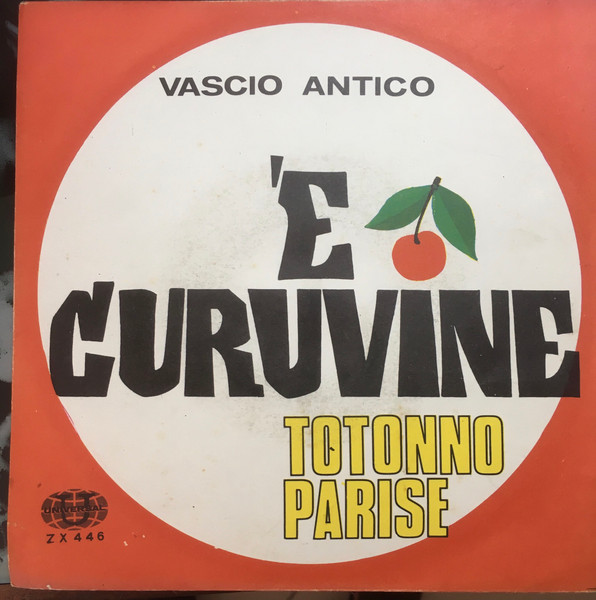 VASCIO ANTICO
'E
CURUVINE
TOTONNO
PARISE
UNIVERSAL
ZX 446